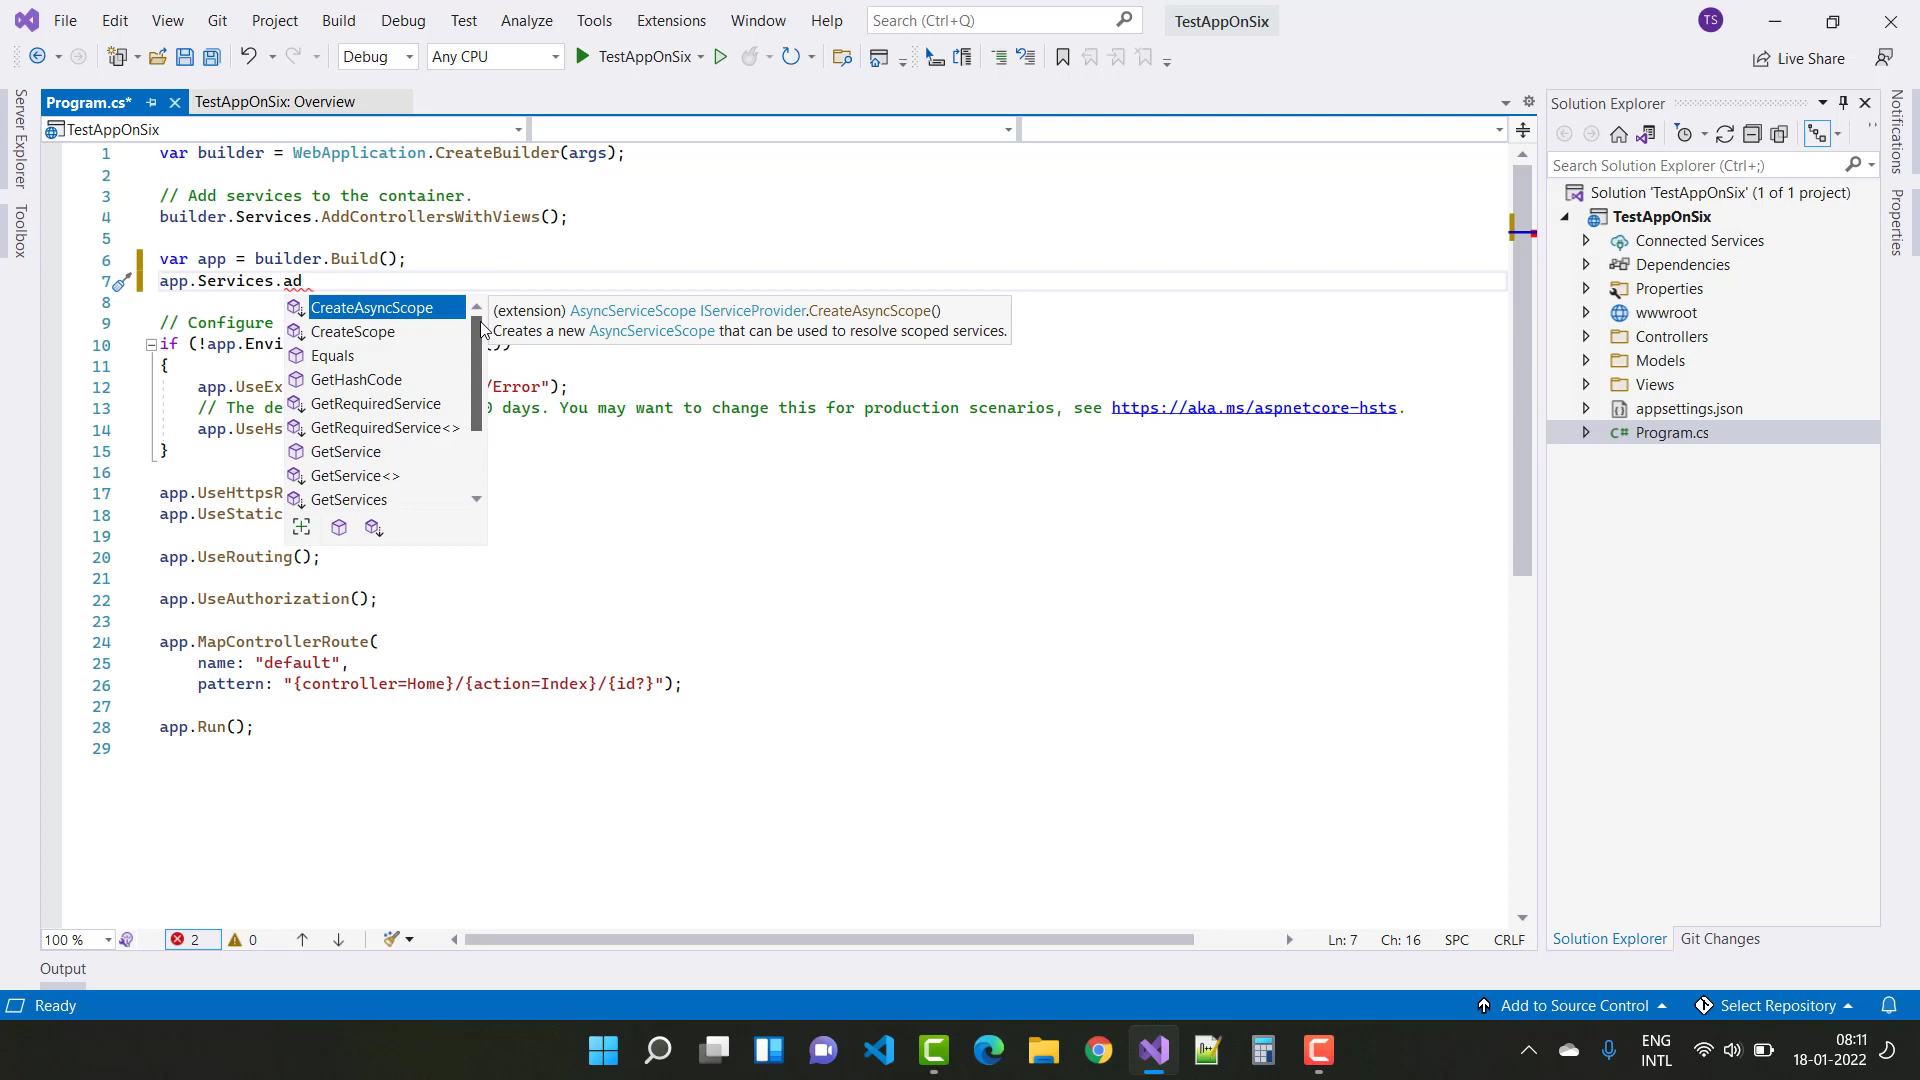 File Edit View Git Project Build Debug Test Analyze Tools Extensions Window Help Search (Ctrl+Q) TestAppOnSix TS
Debug Any CPU TestAppOnSix Live Share
Server Explorer
Toolbox
Program.cs* TestAppOnSix: Overview
TestAppOnSix
1 var builder = WebApplication.CreateBuilder(args);
2
3 // Add services to the container.
4 builder.Services.AddControllersWithViews();
5
6 var app = builder.Build();
7 app.Services.ad
8
9 // Configure
10 if (!app.Envi
11 {
12 app.UseEx /Error");
13 // The de 0 days. You may want to change this for production scenarios, see https://aka.ms/aspnetcore-hsts.
14 app.UseHs
15 }
16
17 app.UseHttpsR
18 app.UseStatic
19
20 app.UseRouting();
21
22 app.UseAuthorization();
23
24 app.MapControllerRoute(
25 name: "default",
26 pattern: "{controller=Home}/{action=Index}/{id?}");
27
28 app.Run();
29
CreateAsyncScope
CreateScope
Equals
GetHashCode
GetRequiredService
GetRequiredService<>
GetService
GetService<>
GetServices
(extension) AsyncServiceScope IServiceProvider.CreateAsyncScope()
Creates a new AsyncServiceScope that can be used to resolve scoped services.
Solution Explorer
Search Solution Explorer (Ctrl+;)
Solution 'TestAppOnSix' (1 of 1 project)
TestAppOnSix
Connected Services
Dependencies
Properties
wwwroot
Controllers
Models
Views
appsettings.json
C# Program.cs
Notifications
Properties
100 % 2 0 Ln: 7 Ch: 16 SPC CRLF
Solution Explorer Git Changes
Output
Ready Add to Source Control Select Repository
ENG
INTL
08:11
18-01-2022